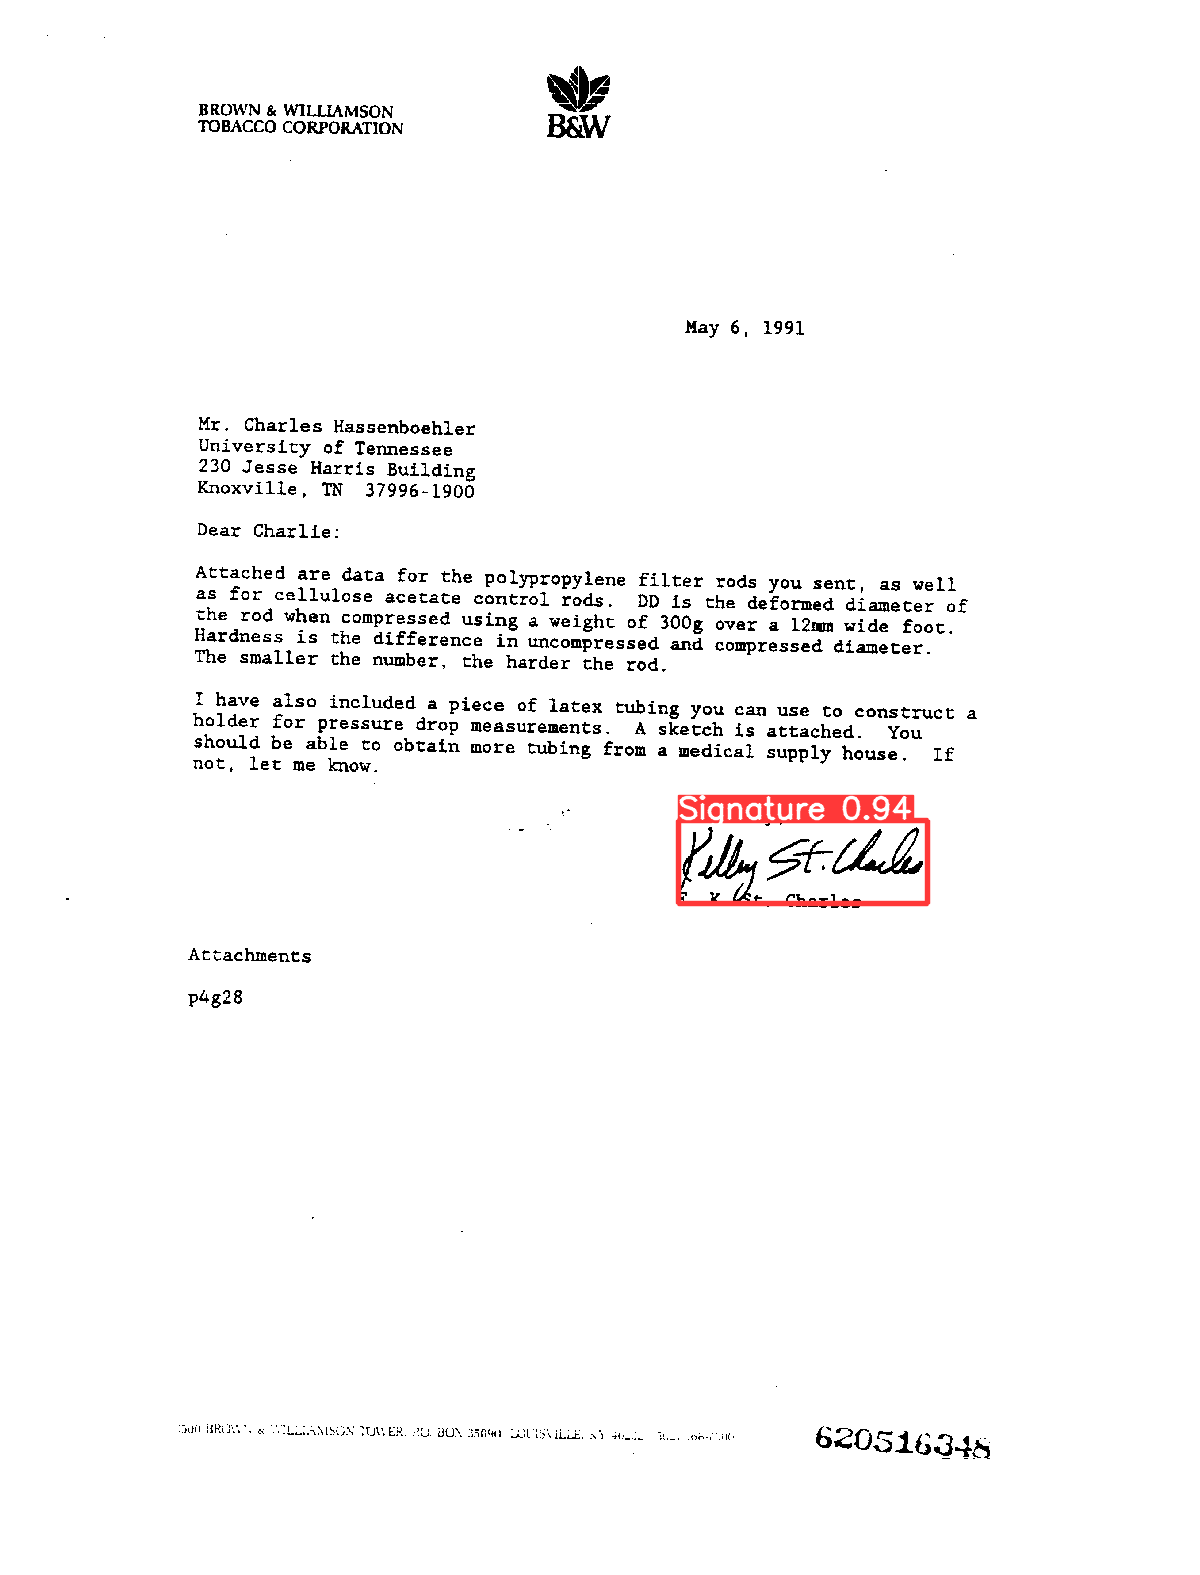 BROWN & WILLIAMSON
TOBACCO CORPORATION
B&W
May 6, 1991
Mr. Charles Hassenboehler
University of Tennessee
230 Jesse Harris Building
Knoxville, TN 37996-1900
Dear Charlie:
Attached are data for the polypropylene filter rods you sent, as well
as for cellulose acetate control rods. DD is the deformed diameter of
the rod when compressed using a weight of 300g over a 12mm wide foot.
Hardness is the difference in uncompressed and compressed diameter.
The smaller the number, the harder the rod.
I have also included a piece of latex tubing you can use to construct a
holder for pressure drop measurements. A sketch is attached. You
should be able to obtain more tubing from a medical supply house. If
not, let me know.
Signature 0.94
Kelley St. Charles
K St. Charles
Attachments
p4g28
BROWN & WILLIAMSON TOWER, P.O. BOX 35090 LOUISVILLE, KY
620516348